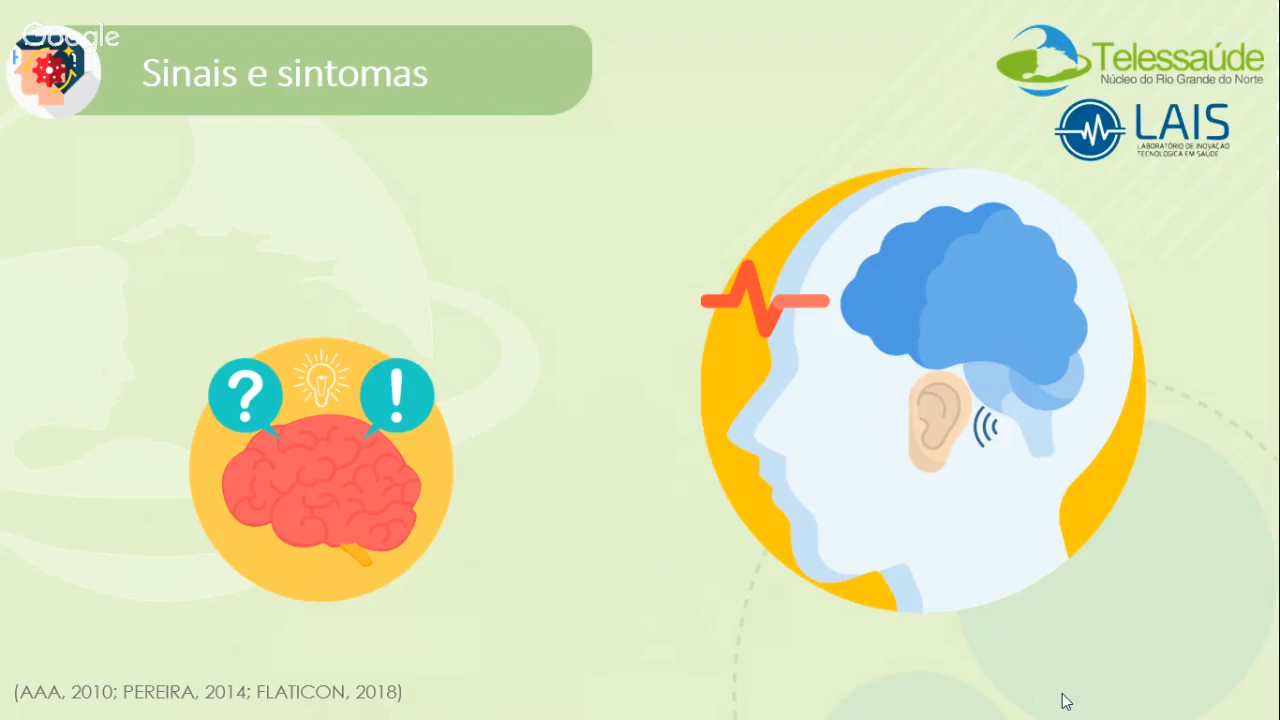 Google
Sinais e sintomas
Telessaúde
Núcleo do Rio Grande do Norte
LAIS
LABORATÓRIO DE INOVAÇÃO
TECNOLÓGICA EM SAÚDE
? !
(AAA, 2010; PEREIRA, 2014; FLATICON, 2018)